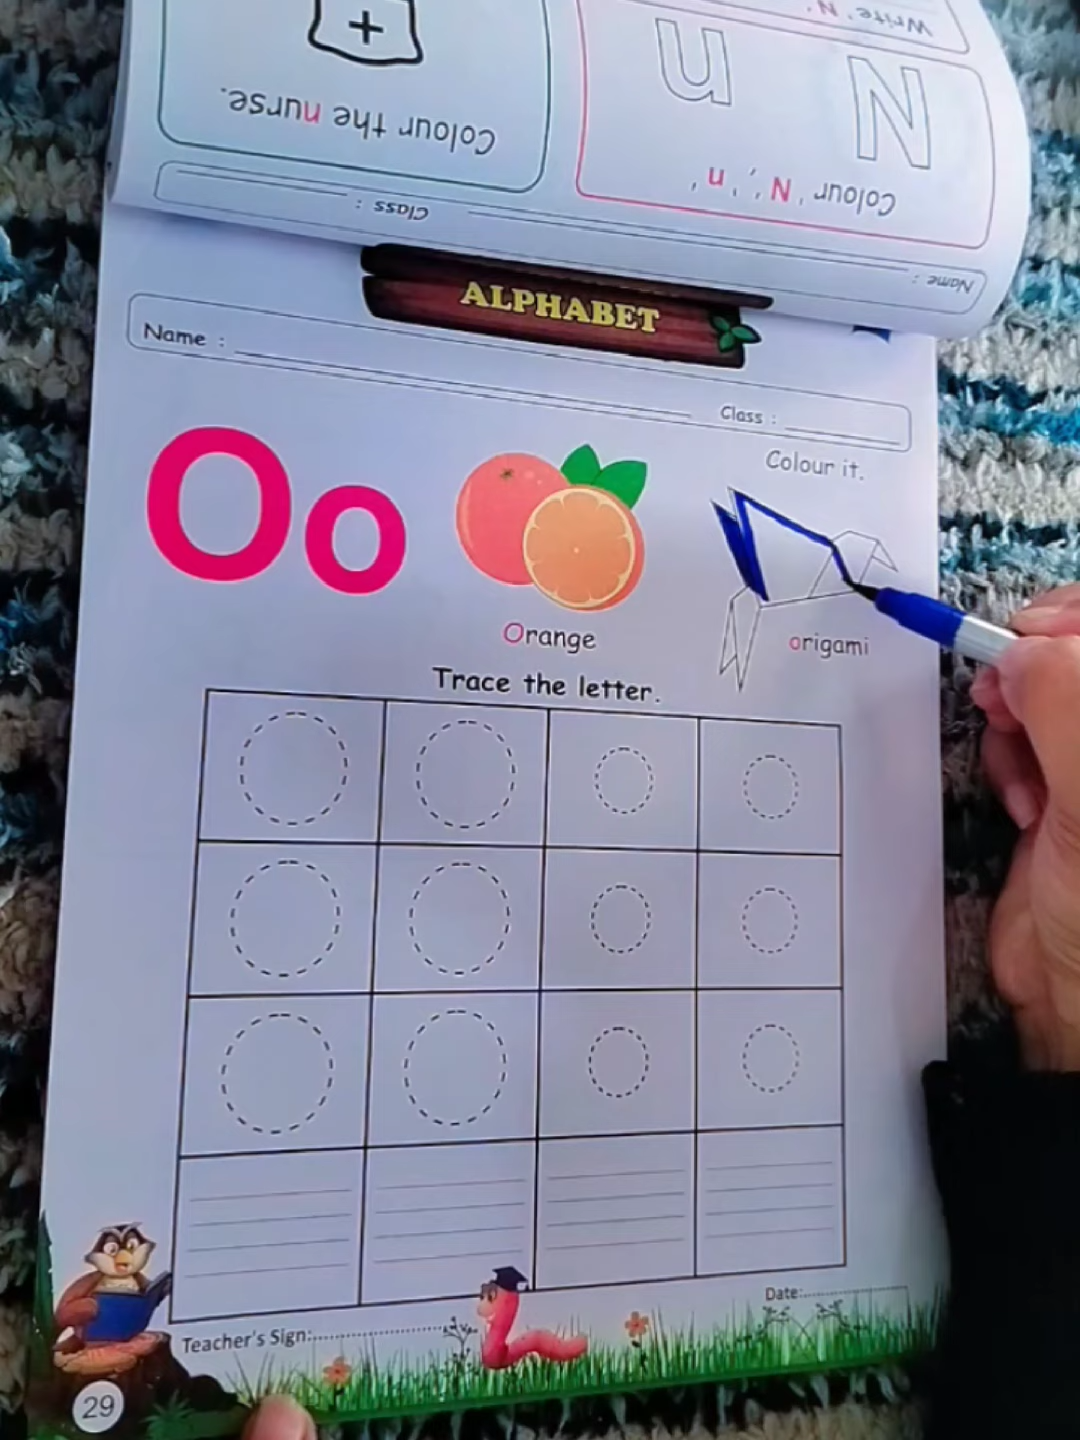 Write 'N'
N u
Colour 'N', 'n'
Colour the nurse.
+
Name : Class :
ALPHABET
Name : Class :
Colour it.
Oo
Orange
origami
Trace the letter.
O O o o
O O o o
O O o o
Teacher's Sign: Date:
29